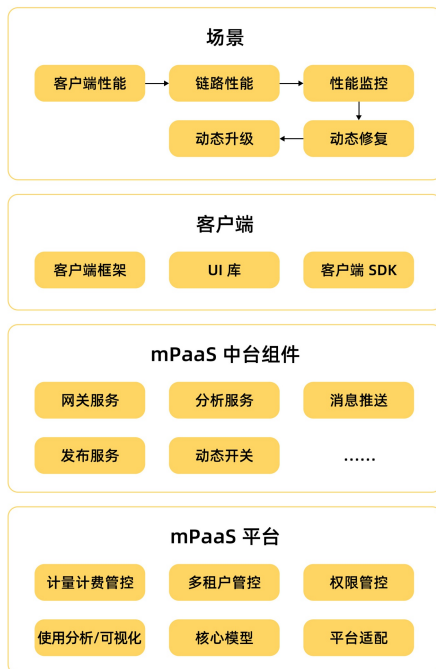 场景
客户端性能 链路性能 性能监控
动态升级 动态修复
客户端
客户端框架 UI 库 客户端 SDK
mPaaS 中台组件
网关服务 分析服务 消息推送
发布服务 动态开关 ......
mPaaS 平台
计量计费管控 多租户管控 权限管控
使用分析/可视化 核心模型 平台适配